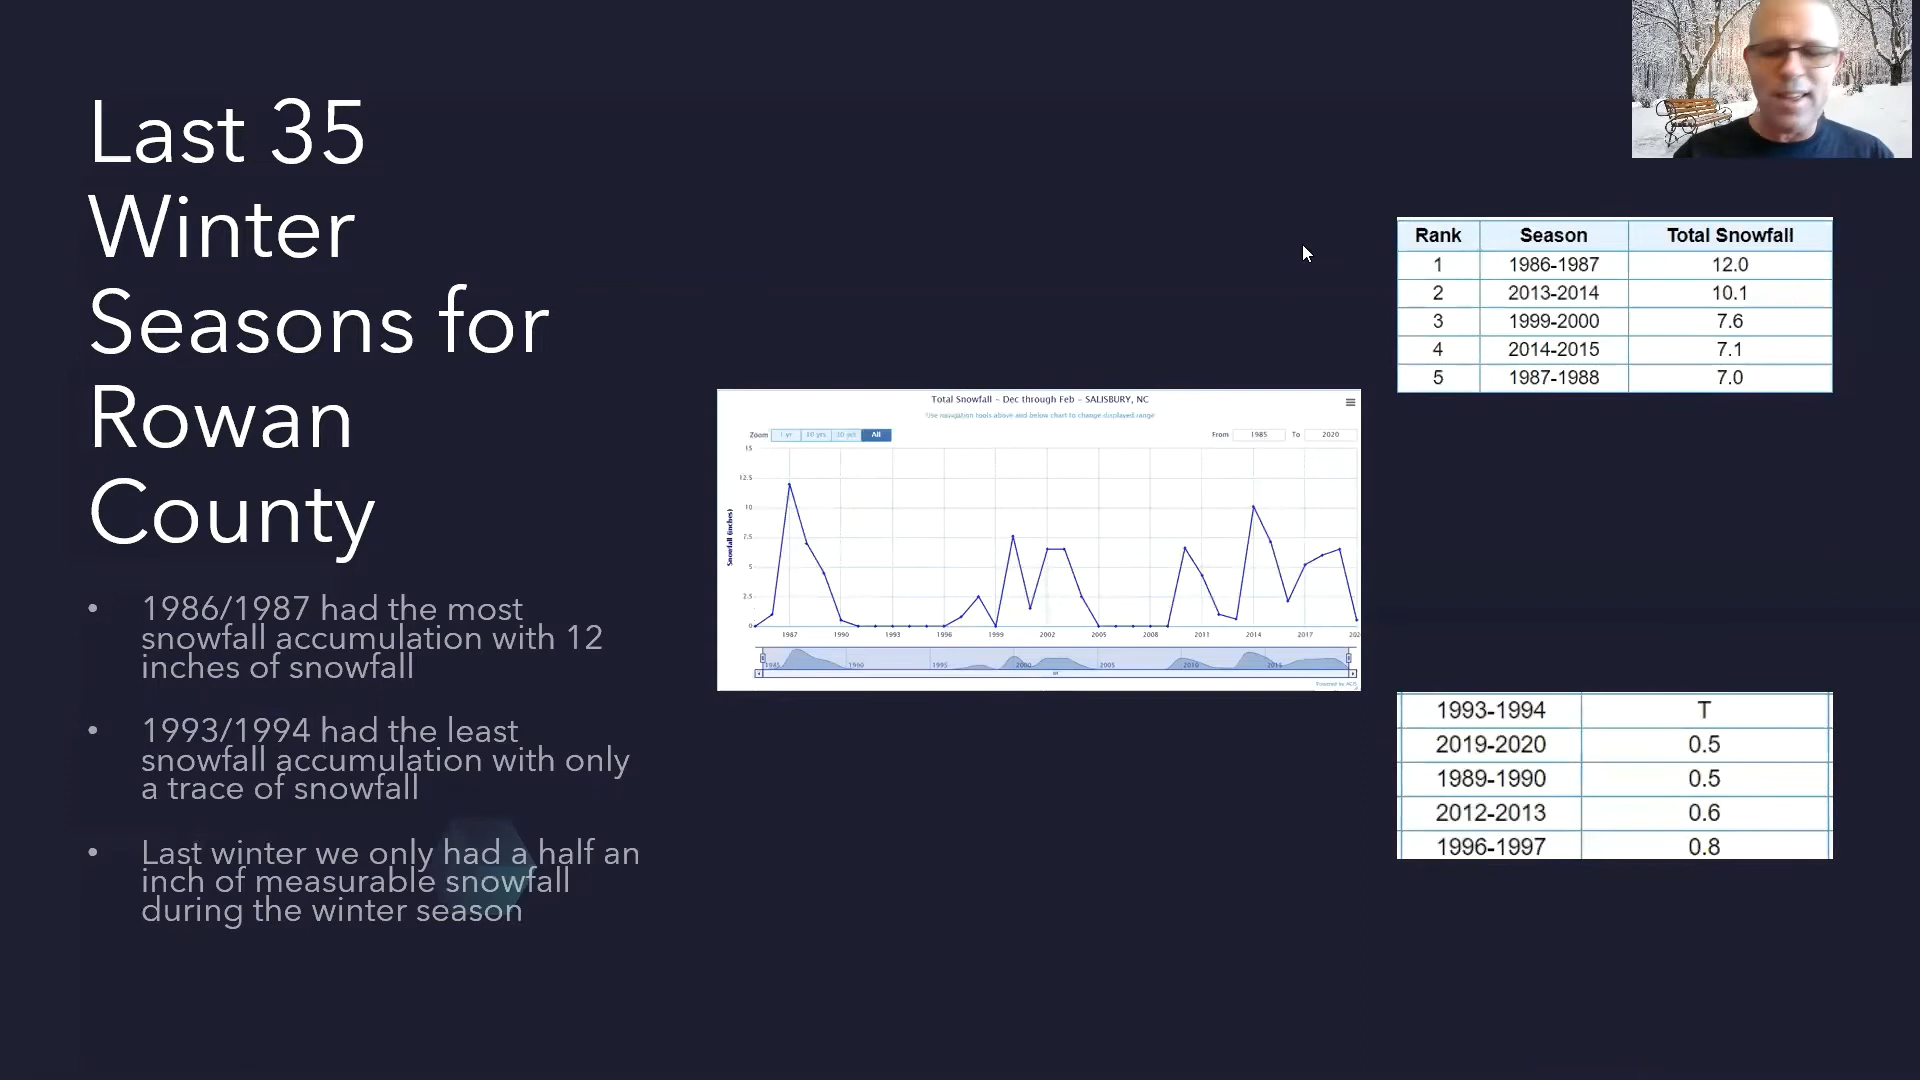 Last 35
Winter
Seasons for
Rowan
County
• 1986/1987 had the most
snowfall accumulation with 12
inches of snowfall
• 1993/1994 had the least
snowfall accumulation with only
a trace of snowfall
• Last winter we only had a half an
inch of measurable snowfall
during the winter season
Total Snowfall - Dec through Feb - SALISBURY, NC
Use navigation tools above and below chart to change displayed range
Zoom 1 yr 10 yrs 30 yrs All
From 1985 To 2020
Snowfall (inches)
15
12.5
10
7.5
5
2.5
0
1987 1990 1993 1996 1999 2002 2005 2008 2011 2014 2017 202
1985 1990 1995 2000 2005 2010 2015
Powered by ACIS
Rank Season Total Snowfall
1 1986-1987 12.0
2 2013-2014 10.1
3 1999-2000 7.6
4 2014-2015 7.1
5 1987-1988 7.0
1993-1994 T
2019-2020 0.5
1989-1990 0.5
2012-2013 0.6
1996-1997 0.8